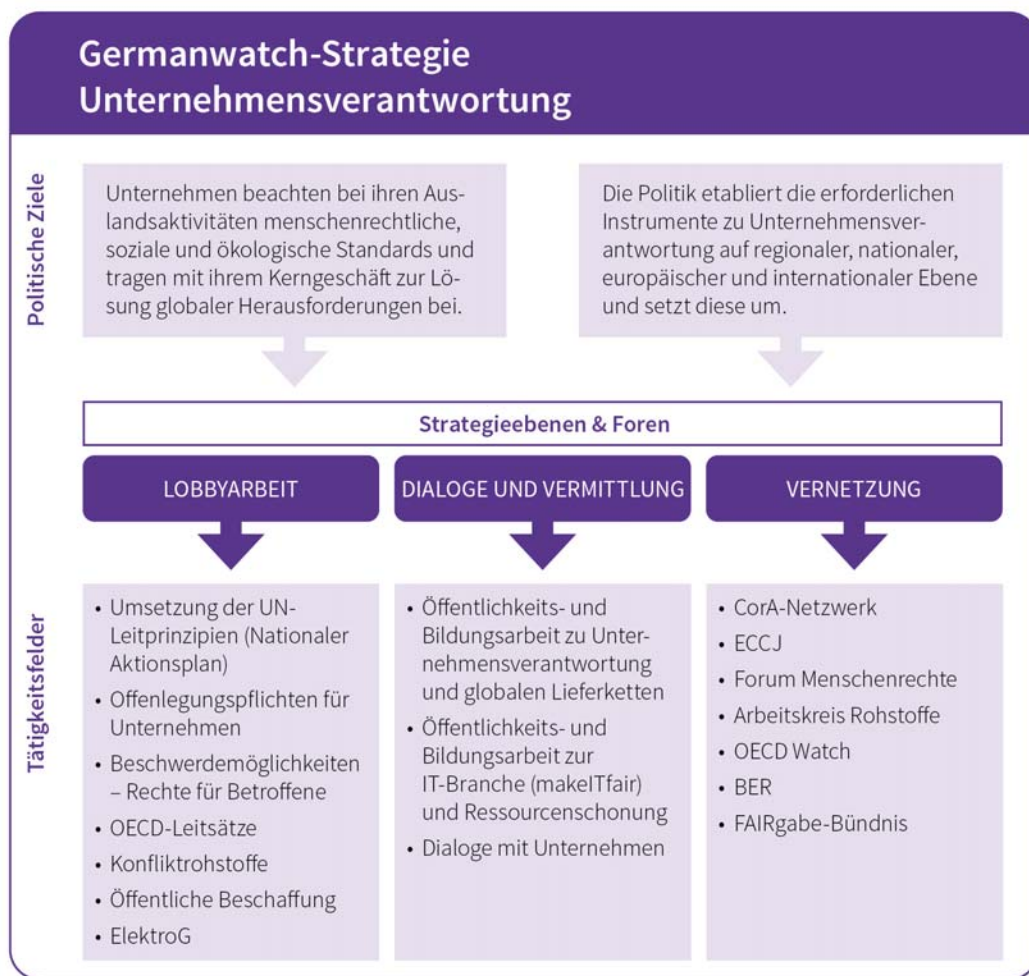 Germanwatch-Strategie
Unternehmensverantwortung
Politische Ziele
Unternehmen beachten bei ihren Aus-
landsaktivitäten menschenrechtliche,
soziale und ökologische Standards und
tragen mit ihrem Kerngeschäft zur Lö-
sung globaler Herausforderungen bei.
Die Politik etabliert die erforderlichen
Instrumente zu Unternehmensver-
antwortung auf regionaler, nationaler,
europäischer und internationaler Ebene
und setzt diese um.
Strategieebenen & Foren
LOBBYARBEIT
DIALOGE UND VERMITTLUNG
VERNETZUNG
Tätigkeitsfelder
• Umsetzung der UN-
Leitprinzipien (Nationaler
Aktionsplan)
• Offenlegungspflichten für
Unternehmen
• Beschwerdemöglichkeiten
– Rechte für Betroffene
• OECD-Leitsätze
• Konfliktrohstoffe
• Öffentliche Beschaffung
• ElektroG
• Öffentlichkeits- und
Bildungsarbeit zu Unter-
nehmensverantwortung
und globalen Lieferketten
• Öffentlichkeits- und
Bildungsarbeit zur
IT-Branche (makeITfair)
und Ressourcenschonung
• Dialoge mit Unternehmen
• CorA-Netzwerk
• ECCJ
• Forum Menschenrechte
• Arbeitskreis Rohstoffe
• OECD Watch
• BER
• FAIRgabe-Bündnis